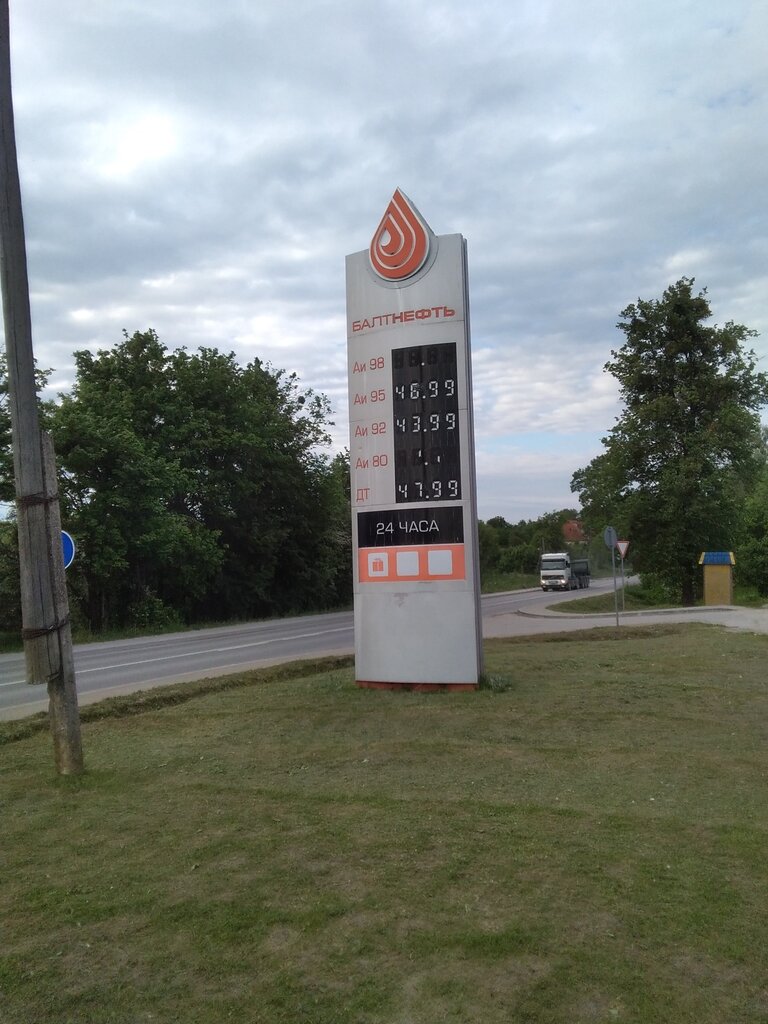 БАЛТНЕФТЬ
Аи 98
Аи 95 46.99
Аи 92 43.99
Аи 80
ДТ 47.99
24 ЧАСА